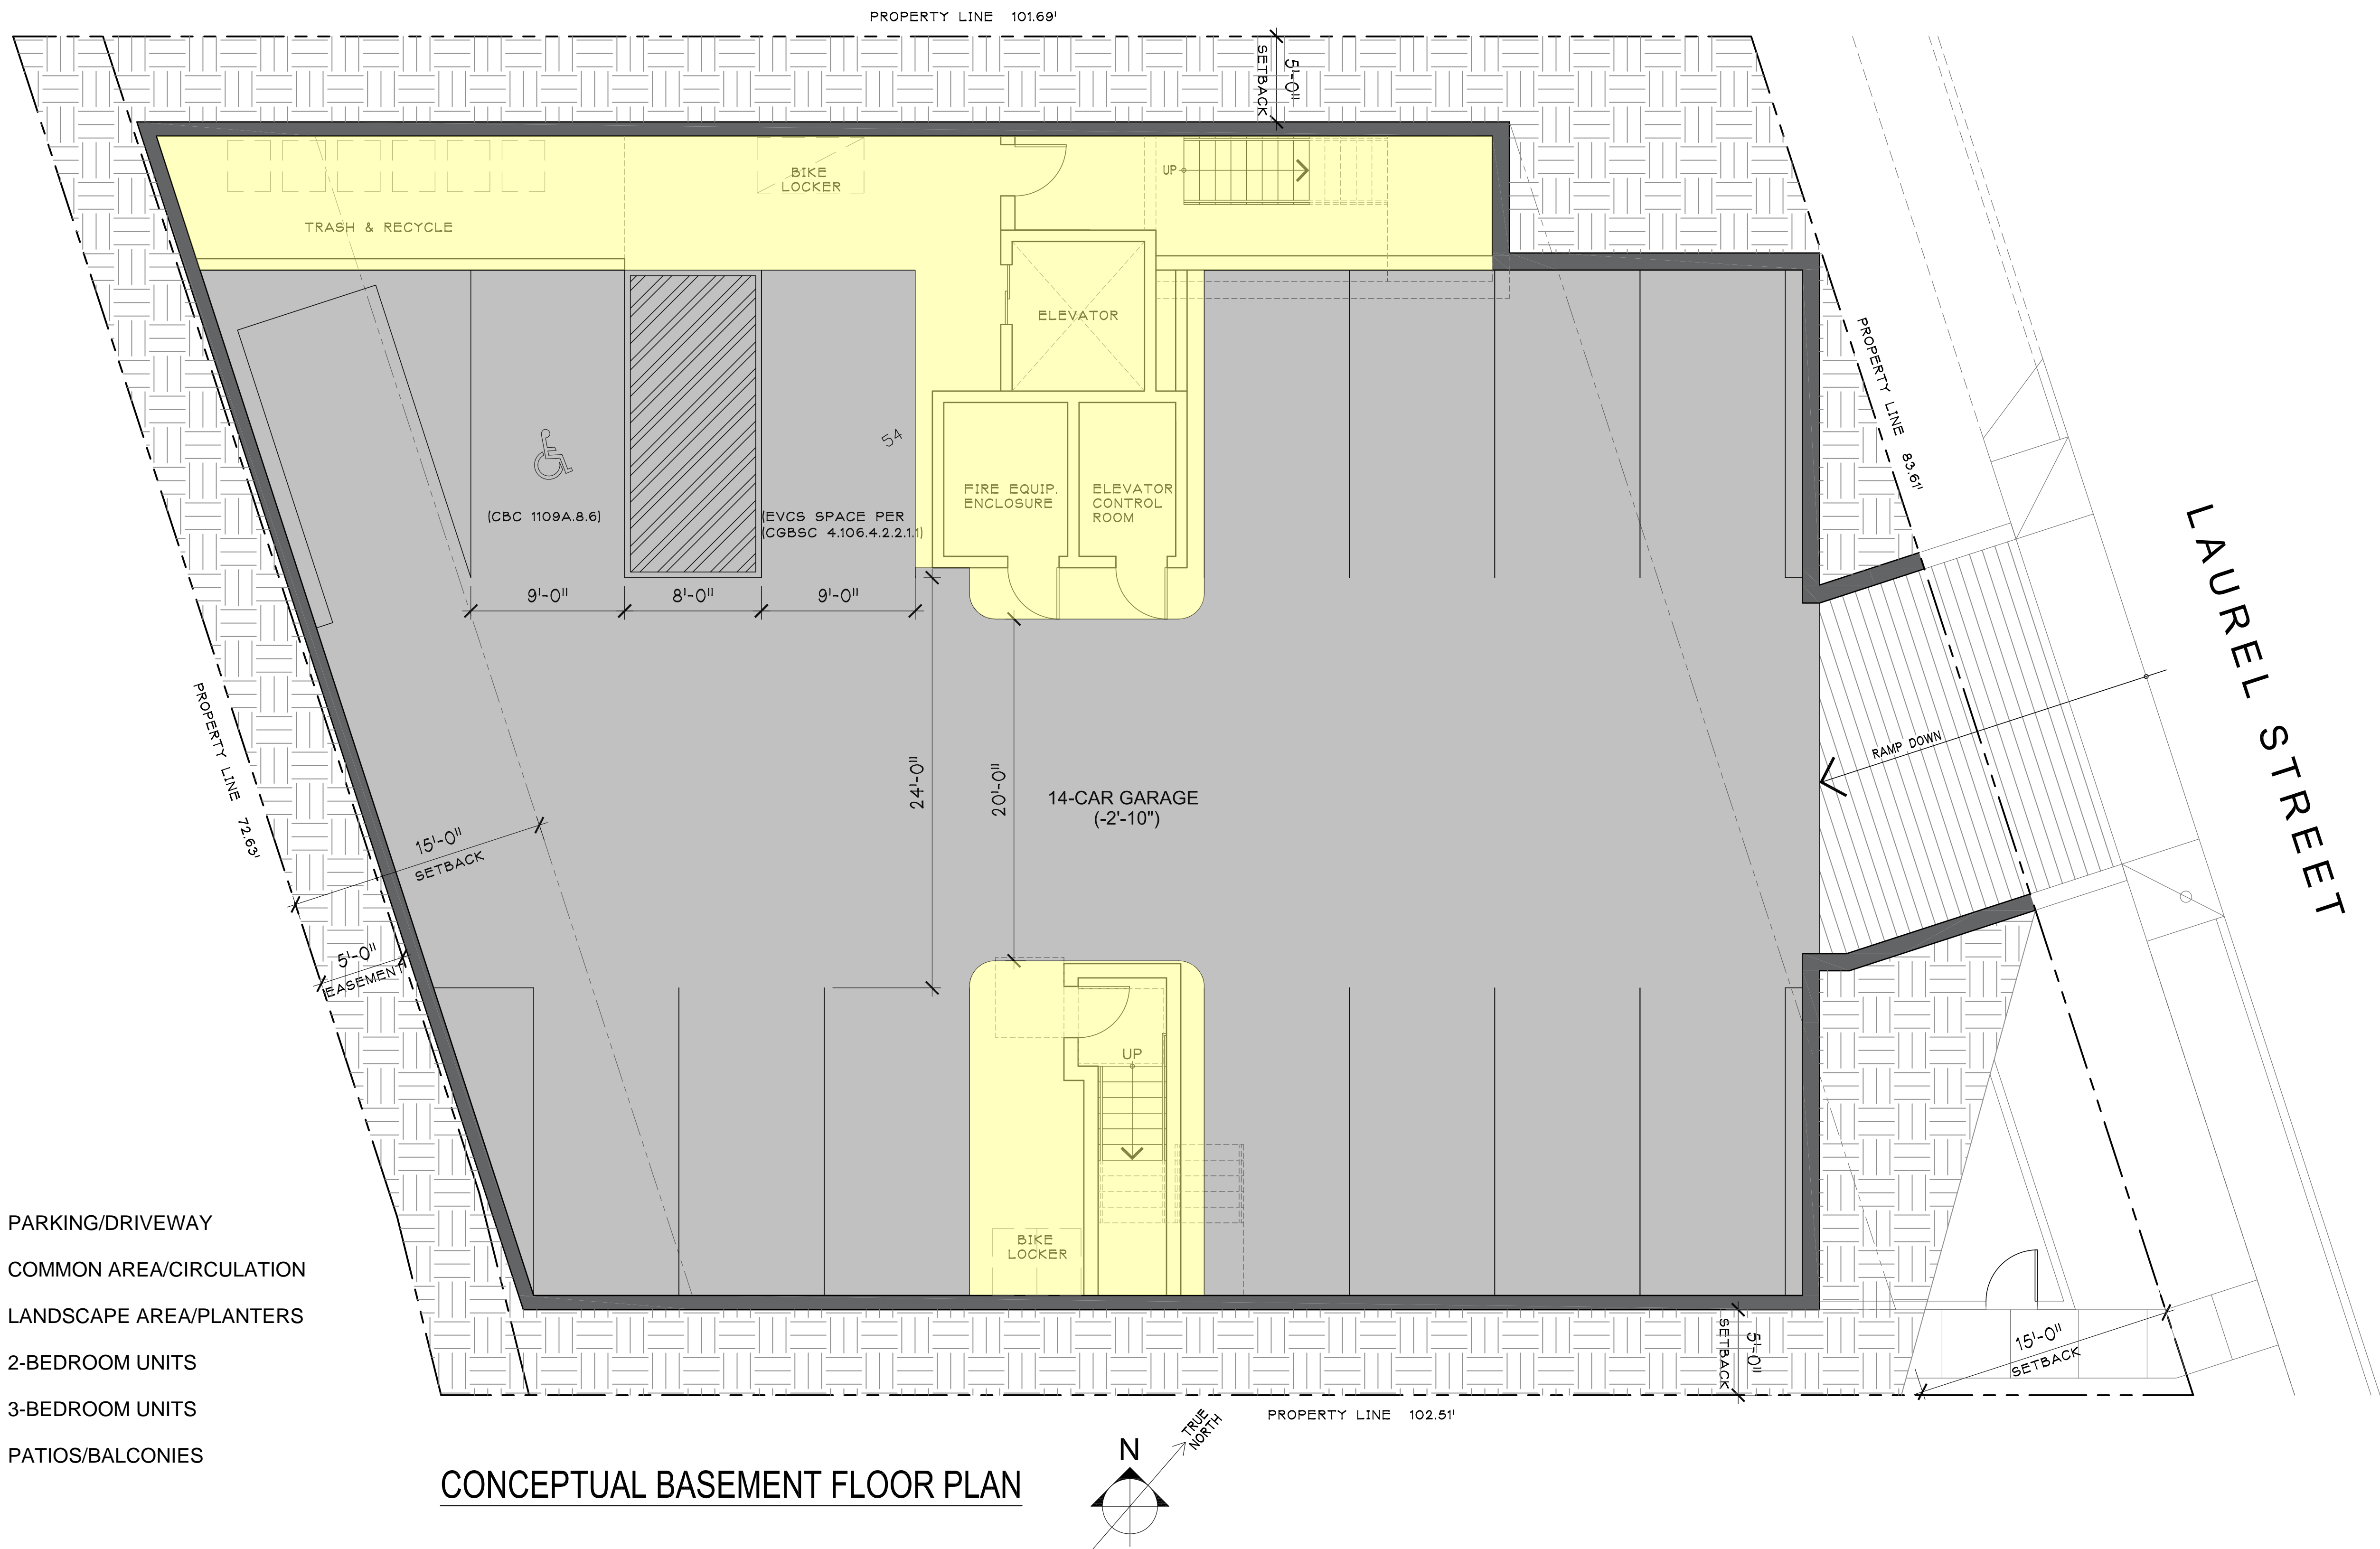 PROPERTY LINE 101.69'
5'-0"
SETBACK
BIKE
LOCKER
UP
TRASH & RECYCLE
ELEVATOR
54
FIRE EQUIP.
ENCLOSURE
ELEVATOR
CONTROL
ROOM
(CBC 1109A.8.6)
(EVCS SPACE PER
(CGBSC 4.106.4.2.2.1.1)
9'-0"
8'-0"
9'-0"
PROPERTY LINE 83.61'
LAUREL STREET
RAMP DOWN
PROPERTY LINE 72.63'
24'-0"
20'-0"
14-CAR GARAGE
(-2'-10")
15'-0"
SETBACK
5'-0"
EASEMENT
UP
BIKE
LOCKER
5'-0"
SETBACK
15'-0"
SETBACK
PROPERTY LINE 102.51'
PARKING/DRIVEWAY
COMMON AREA/CIRCULATION
LANDSCAPE AREA/PLANTERS
2-BEDROOM UNITS
3-BEDROOM UNITS
PATIOS/BALCONIES
CONCEPTUAL BASEMENT FLOOR PLAN
N
TRUE
NORTH